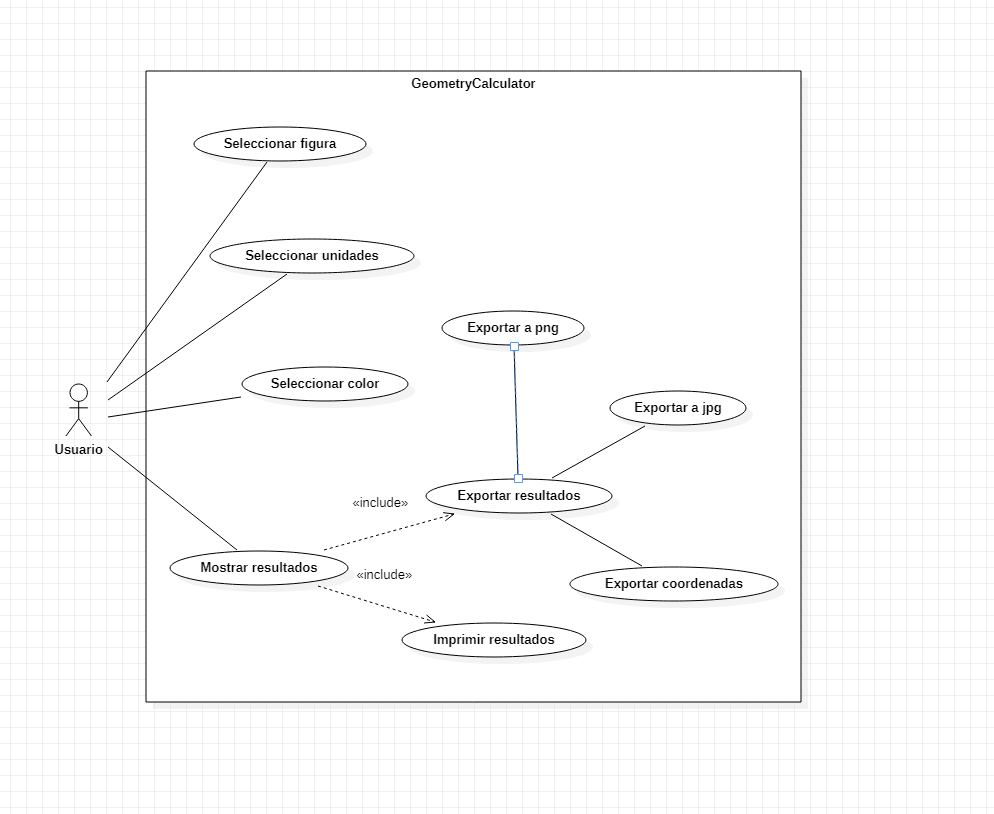 GeometryCalculator
Seleccionar figura
Seleccionar unidades
Exportar a png
Seleccionar color
Exportar a jpg
Usuario
Exportar resultados
«include»
Mostrar resultados
«include»
Exportar coordenadas
Imprimir resultados